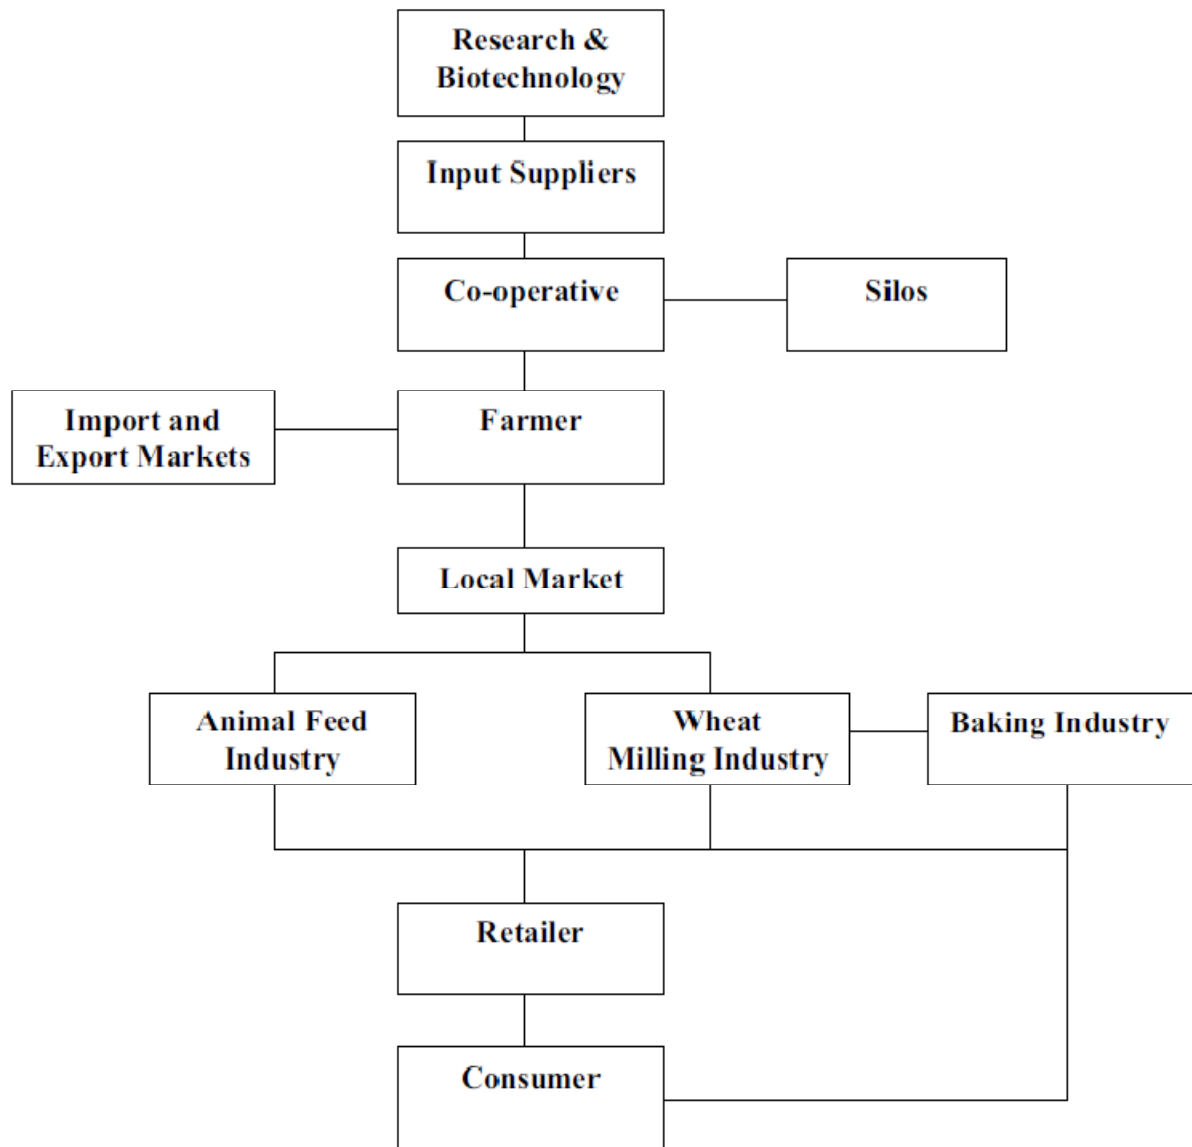 Research &
Biotechnology
Input Suppliers
Co-operative
Silos
Import and
Export Markets
Farmer
Local Market
Animal Feed
Industry
Wheat
Milling Industry
Baking Industry
Retailer
Consumer